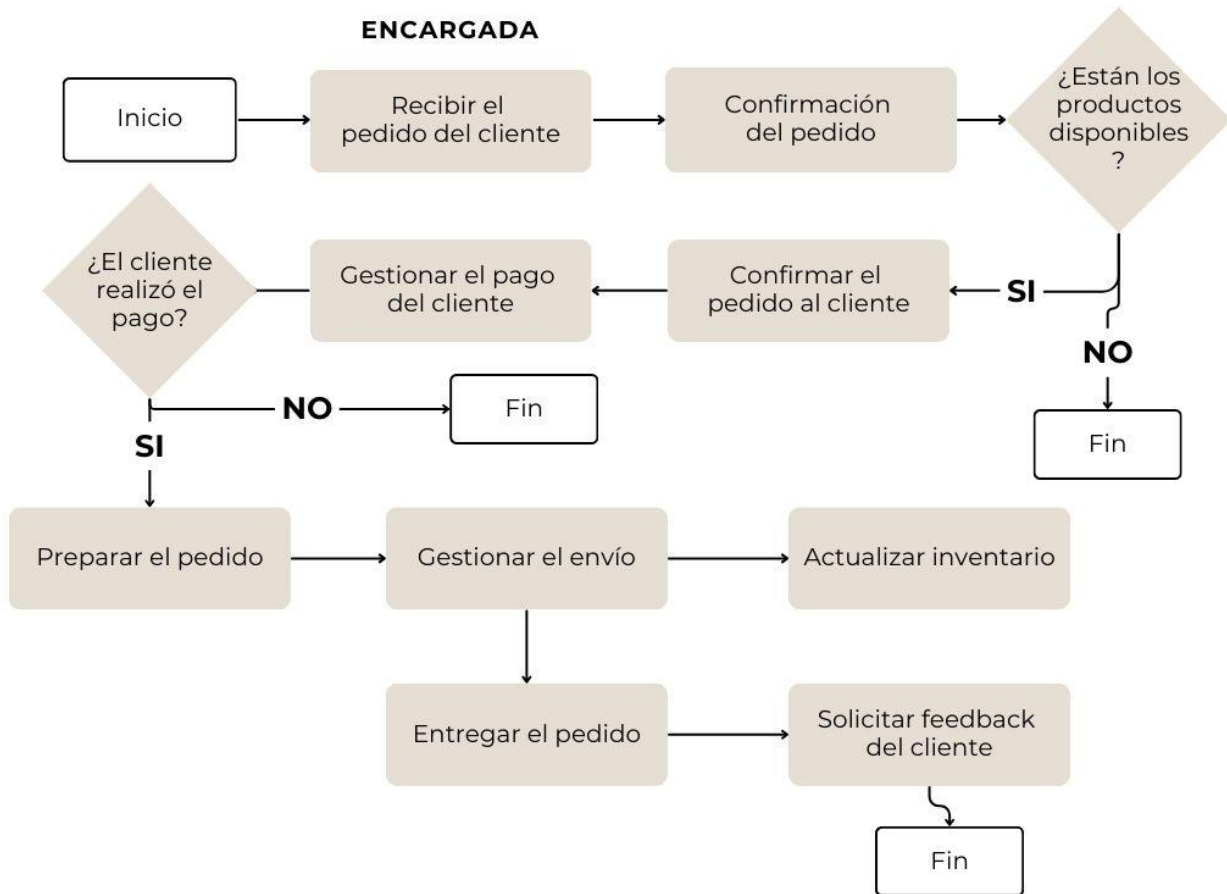 ENCARGADA
Inicio
Recibir el
pedido del cliente
Confirmación
del pedido
¿Están los
productos
disponibles
?
¿El cliente
realizó el
pago?
Gestionar el pago
del cliente
Confirmar el
pedido al cliente
SI
NO
Fin
NO
Fin
SI
Preparar el pedido
Gestionar el envío
Actualizar inventario
Entregar el pedido
Solicitar feedback
del cliente
Fin